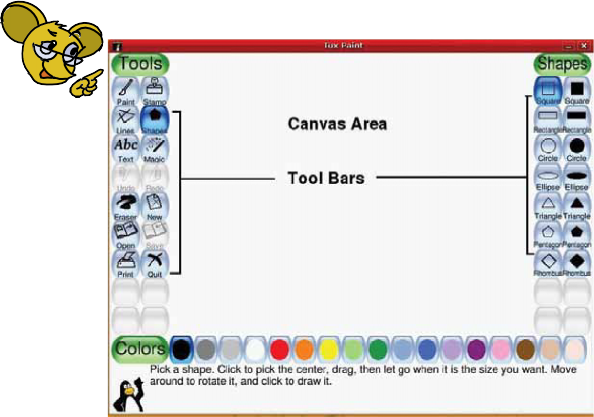 Tux Paint
Tools
Shapes
Paint Stamp
Square Square
Lines Shapes
Canvas Area
Rectangle Rectangle
Abc
Text Magic
Circle Circle
Tool Bars
Undo Redo
Ellipse Ellipse
Eraser New
Triangle Triangle
Open Save
Pentagon Pentagon
Print Quit
Rhombus Rhombus
Colors
Pick a shape. Click to pick the center, drag, then let go when it is the size you want. Move
around to rotate it, and click to draw it.